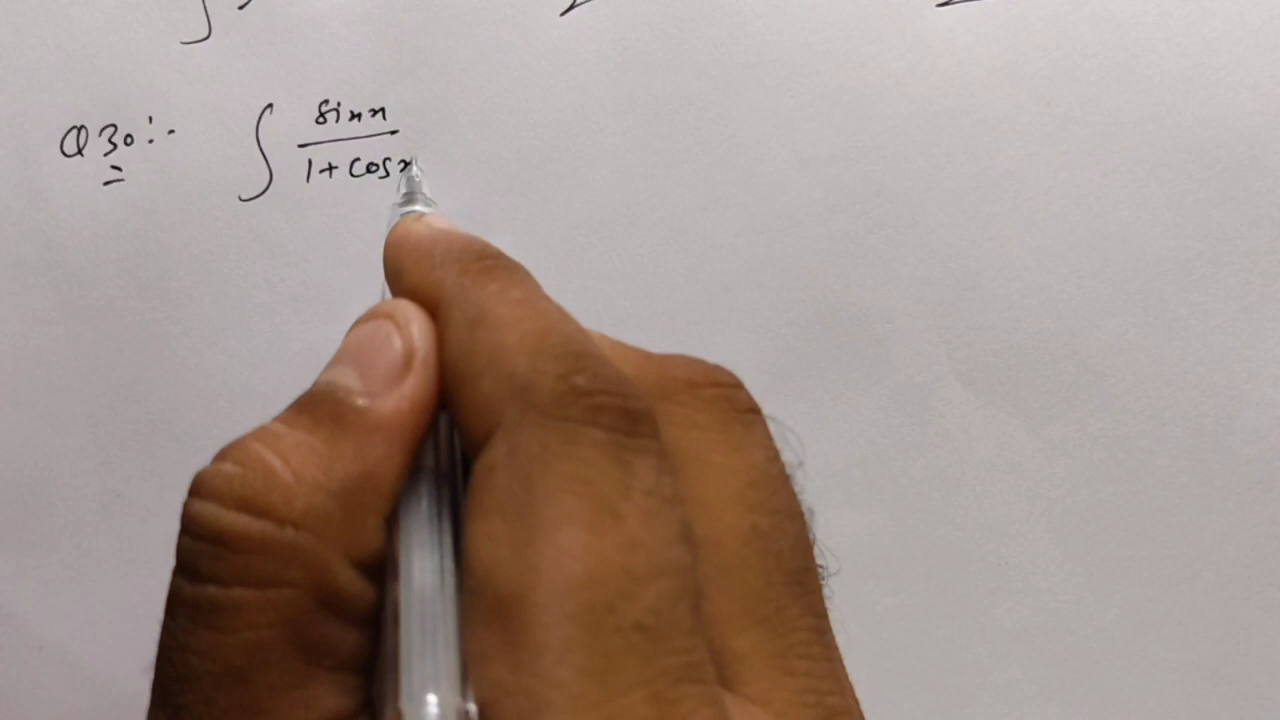 Q30:- ∫ sinx / 1+cosx